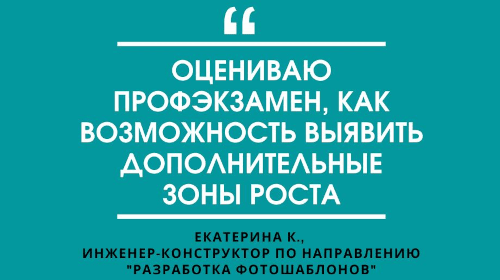 “
ОЦЕНИВАЮ
ПРОФЭКЗАМЕН, КАК
ВОЗМОЖНОСТЬ ВЫЯВИТЬ
ДОПОЛНИТЕЛЬНЫЕ
ЗОНЫ РОСТА
ЕКАТЕРИНА К.,
ИНЖЕНЕР-КОНСТРУКТОР ПО НАПРАВЛЕНИЮ
"РАЗРАБОТКА ФОТОШАБЛОНОВ"